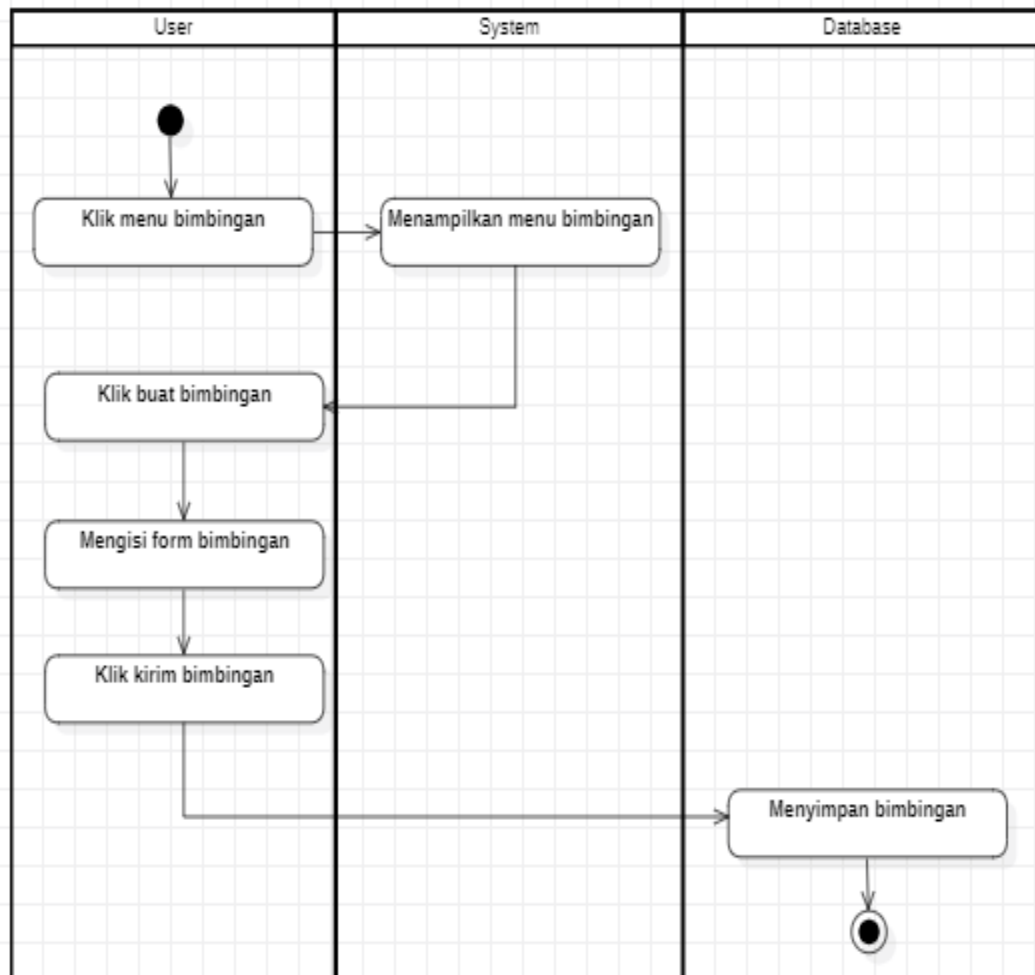 User
System
Database
Klik menu bimbingan
Menampilkan menu bimbingan
Klik buat bimbingan
Mengisi form bimbingan
Klik kirim bimbingan
Menyimpan bimbingan